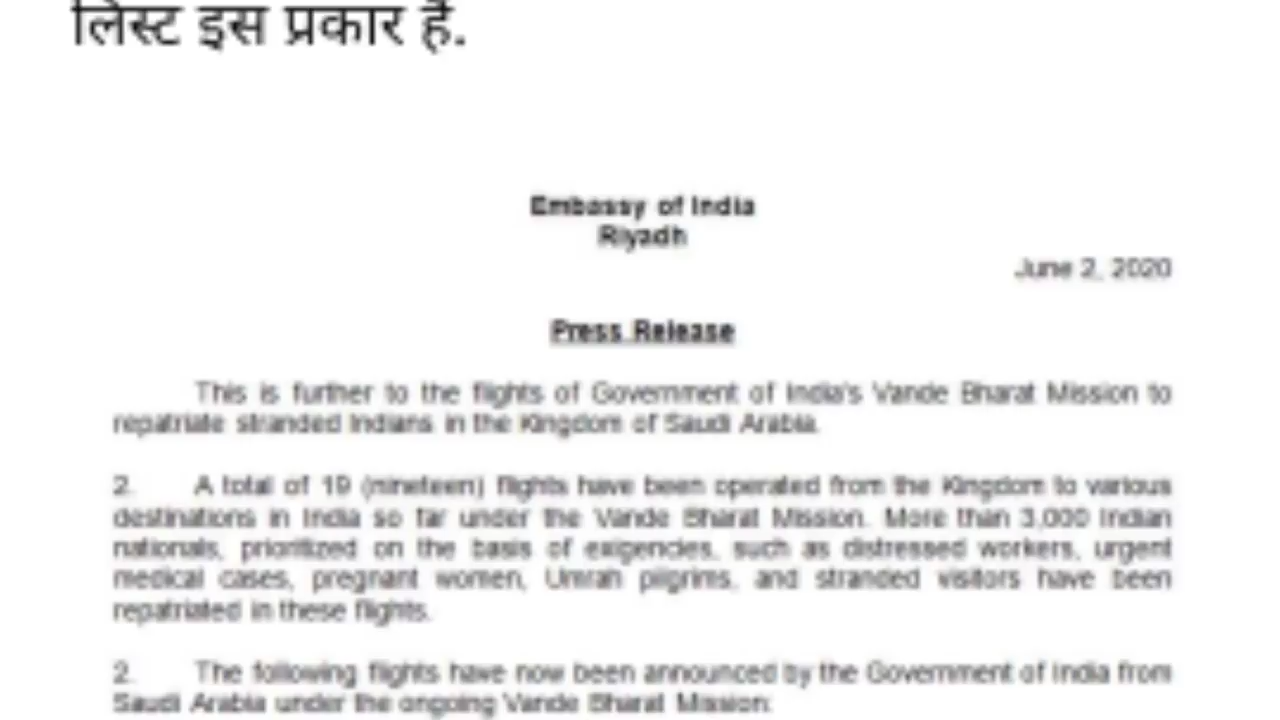 लिस्ट इस प्रकार हैं.
Embassy of India
Riyadh
June 2, 2020
Press Release
This is further to the flights of Government of India's Vande Bharat Mission to
repatriate stranded Indians in the Kingdom of Saudi Arabia.
2. A total of 19 (nineteen) flights have been operated from the Kingdom to various
destinations in India so far under the Vande Bharat Mission. More than 3,000 Indian
nationals, prioritized on the basis of exigencies, such as distressed workers, urgent
medical cases, pregnant women, Umrah pilgrims, and stranded visitors have been
repatriated in these flights.
2. The following flights have now been announced by the Government of India from
Saudi Arabia under the ongoing Vande Bharat Mission: